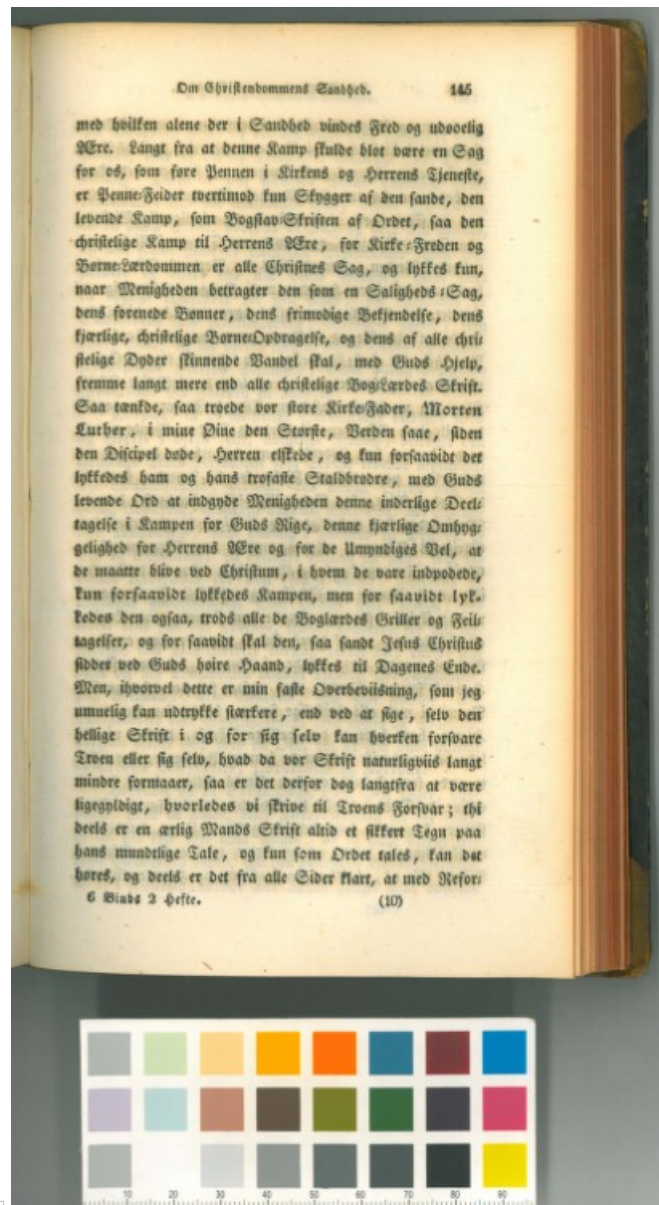 Om Christendommens Sandhed. 145
med hvilken alene der i Sandhed vindes Fred og udøelig
Ære. Langt fra at denne Kamp skulde blot være en Sag
for os, som føre Pennen i Kirkens og Herrens Tjeneste,
er Penne-Feider tvertimod kun Skygger af den sande, den
levende Kamp, som Bogstav-Skriften af Ordet, saa den
christelige Kamp til Herrens Ære, for Kirke-Freden og
Børne-Lærdommen er alle Christnes Sag, og lykkes kun,
naar Menigheden betragter den som en Saligheds-Sag,
dens forenede Bønner, dens frimodige Bekjendelse, dens
kjærlige, christelige Børne-Opdragelse, og dens af alle chri-
stelige Dyder skinnende Vandel skal, med Guds Hjelp,
fremme langt mere end alle christelige Bog-Lærdes Skrift.
Saa tænkde, saa troede vor store Kirke-Fader, Morten
Luther, i mine Øine den Største, Verden saae, siden
den Discipel døde, Herren elskede, og kun forsaavidt det
lykkedes ham og hans trofaste Staldbrødre, med Guds
levende Ord at indgyde Menigheden denne inderlige Deel-
tagelse i Kampen for Guds Rige, denne kjærlige Omhyg-
gelighed for Herrens Ære og for de Umyndiges Vel, at
de maatte blive ved Christum, i hvem de vare indpodede,
kun forsaavidt lykkedes Kampen, men for saavidt lyk-
kedes den ogsaa, trods alle de Boglærdes Griller og Feil-
tagelser, og for saavidt skal den, saa sandt Jesus Christus
sidder ved Guds høire Haand, lykkes til Dagenes Ende.
Men, ihvorvel dette er min faste Overbeviisning, som jeg
umuelig kan udtrykke stærkere, end ved at sige, selv den
hellige Skrift i og for sig selv kan hverken forsvare
Troen eller sig selv, hvad da vor Skrift naturligviis langt
mindre formaaer, saa er det derfor dog langtfra at være
ligegyldigt, hvorledes vi skrive til Troens Forsvar; thi
deels er en ærlig Mands Skrift altid et sikkert Tegn paa
hans mundtlige Tale, og kun som Ordet tales, kan det
høres, og deels er det fra alle Sider klart, at med Refor-
6 Binds 2 Hefte. (10)
10 20 30 40 50 60 70 80 90